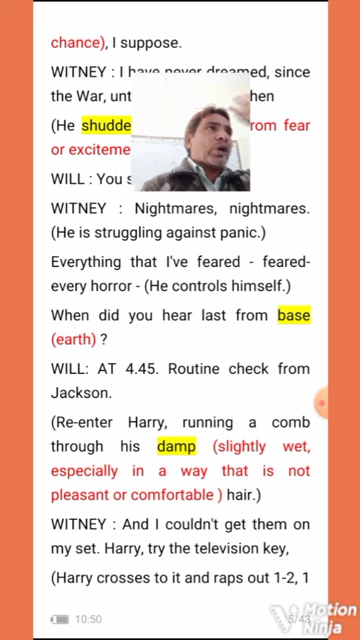 chance), I suppose.
WITNEY : I have never dreamed, since
the War, unt hen
(He shudde rom fear
or exciteme
WILL : You s
WITNEY : Nightmares, nightmares.
(He is struggling against panic.)
Everything that I've feared - feared-
every horror - (He controls himself.)
When did you hear last from base
(earth) ?
WILL: AT 4.45. Routine check from
Jackson.
(Re-enter Harry, running a comb
through his damp (slightly wet,
especially in a way that is not
pleasant or comfortable ) hair.)
WITNEY : And I couldn't get them on
my set. Harry, try the television key,
(Harry crosses to it and raps out 1-2, 1
10:50 5/43
Motion
Ninja